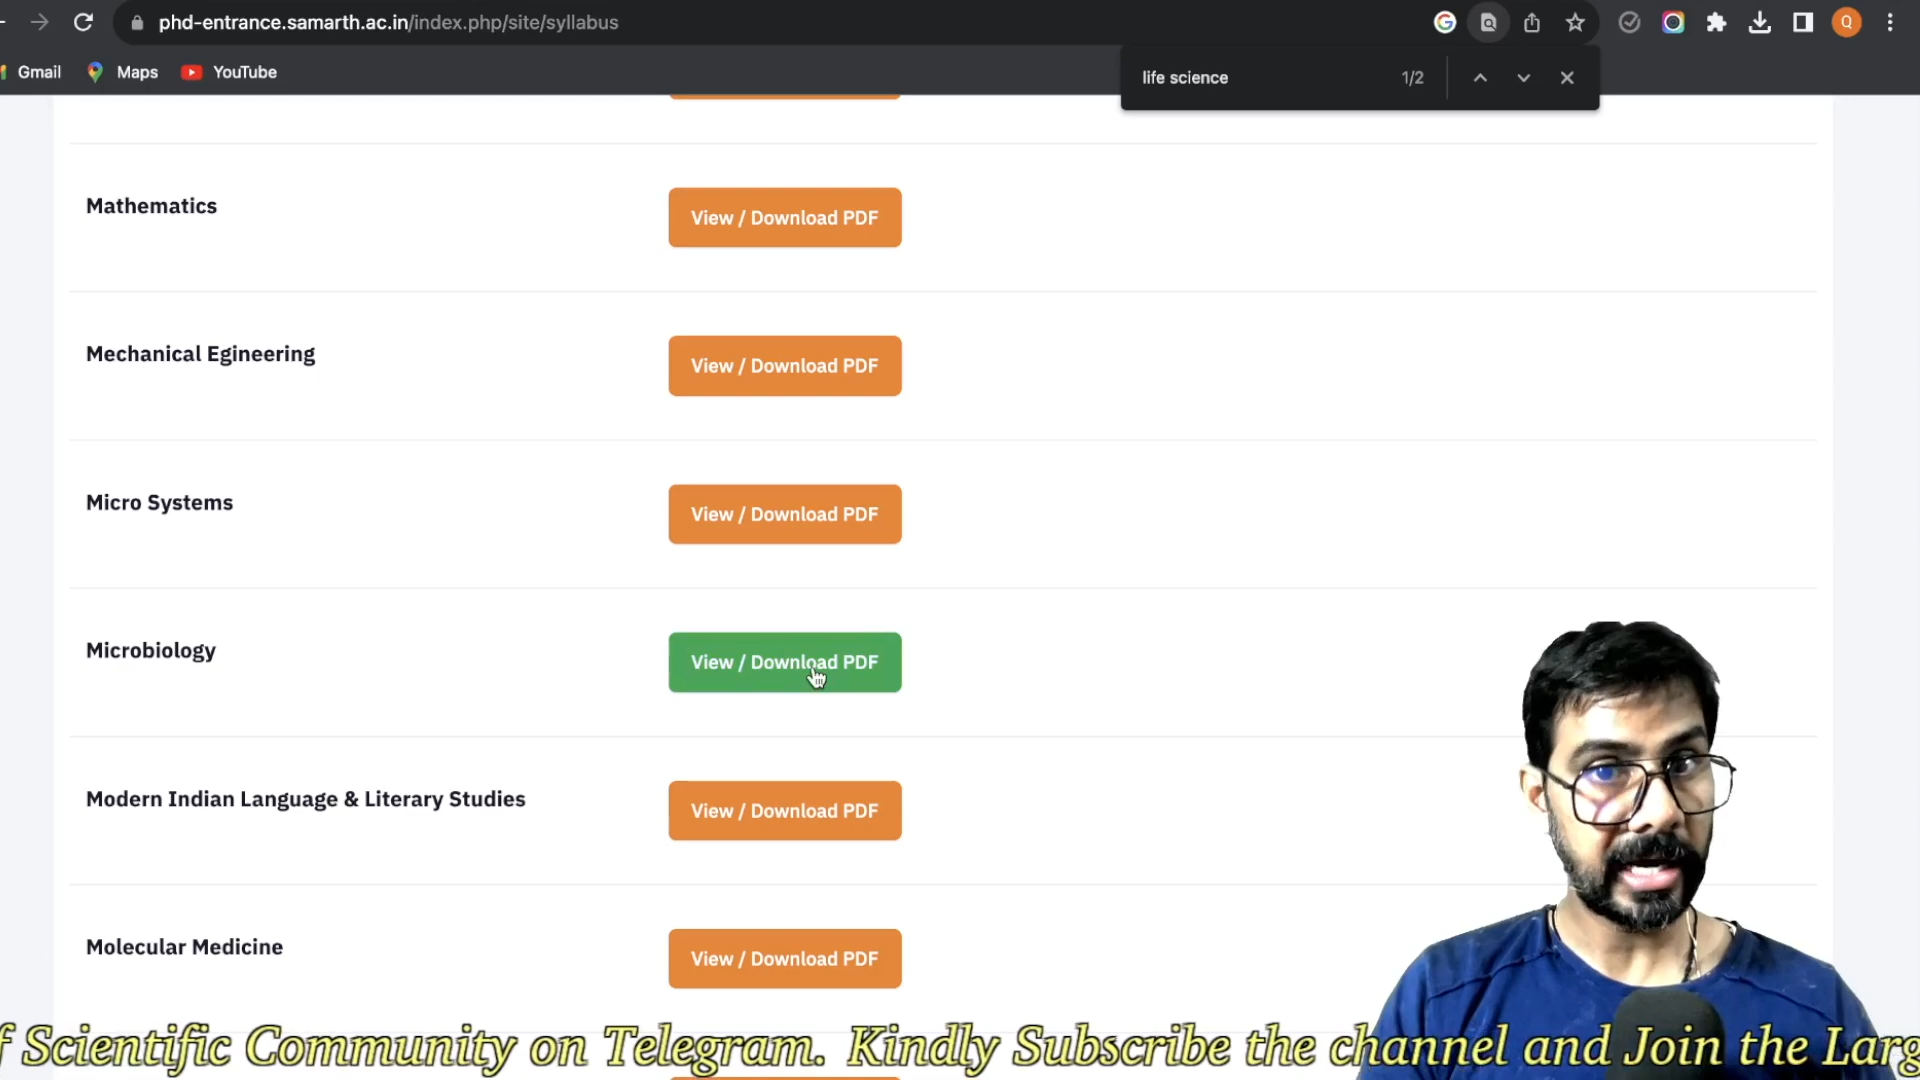 phd-entrance.samarth.ac.in/index.php/site/syllabus
Q
Gmail
Maps
YouTube
life science
1/2
Mathematics
View / Download PDF
Mechanical Egineering
View / Download PDF
Micro Systems
View / Download PDF
Microbiology
View / Download PDF
Modern Indian Language & Literary Studies
View / Download PDF
Molecular Medicine
View / Download PDF
f Scientific Community on Telegram. Kindly Subscribe the channel and Join the Larg